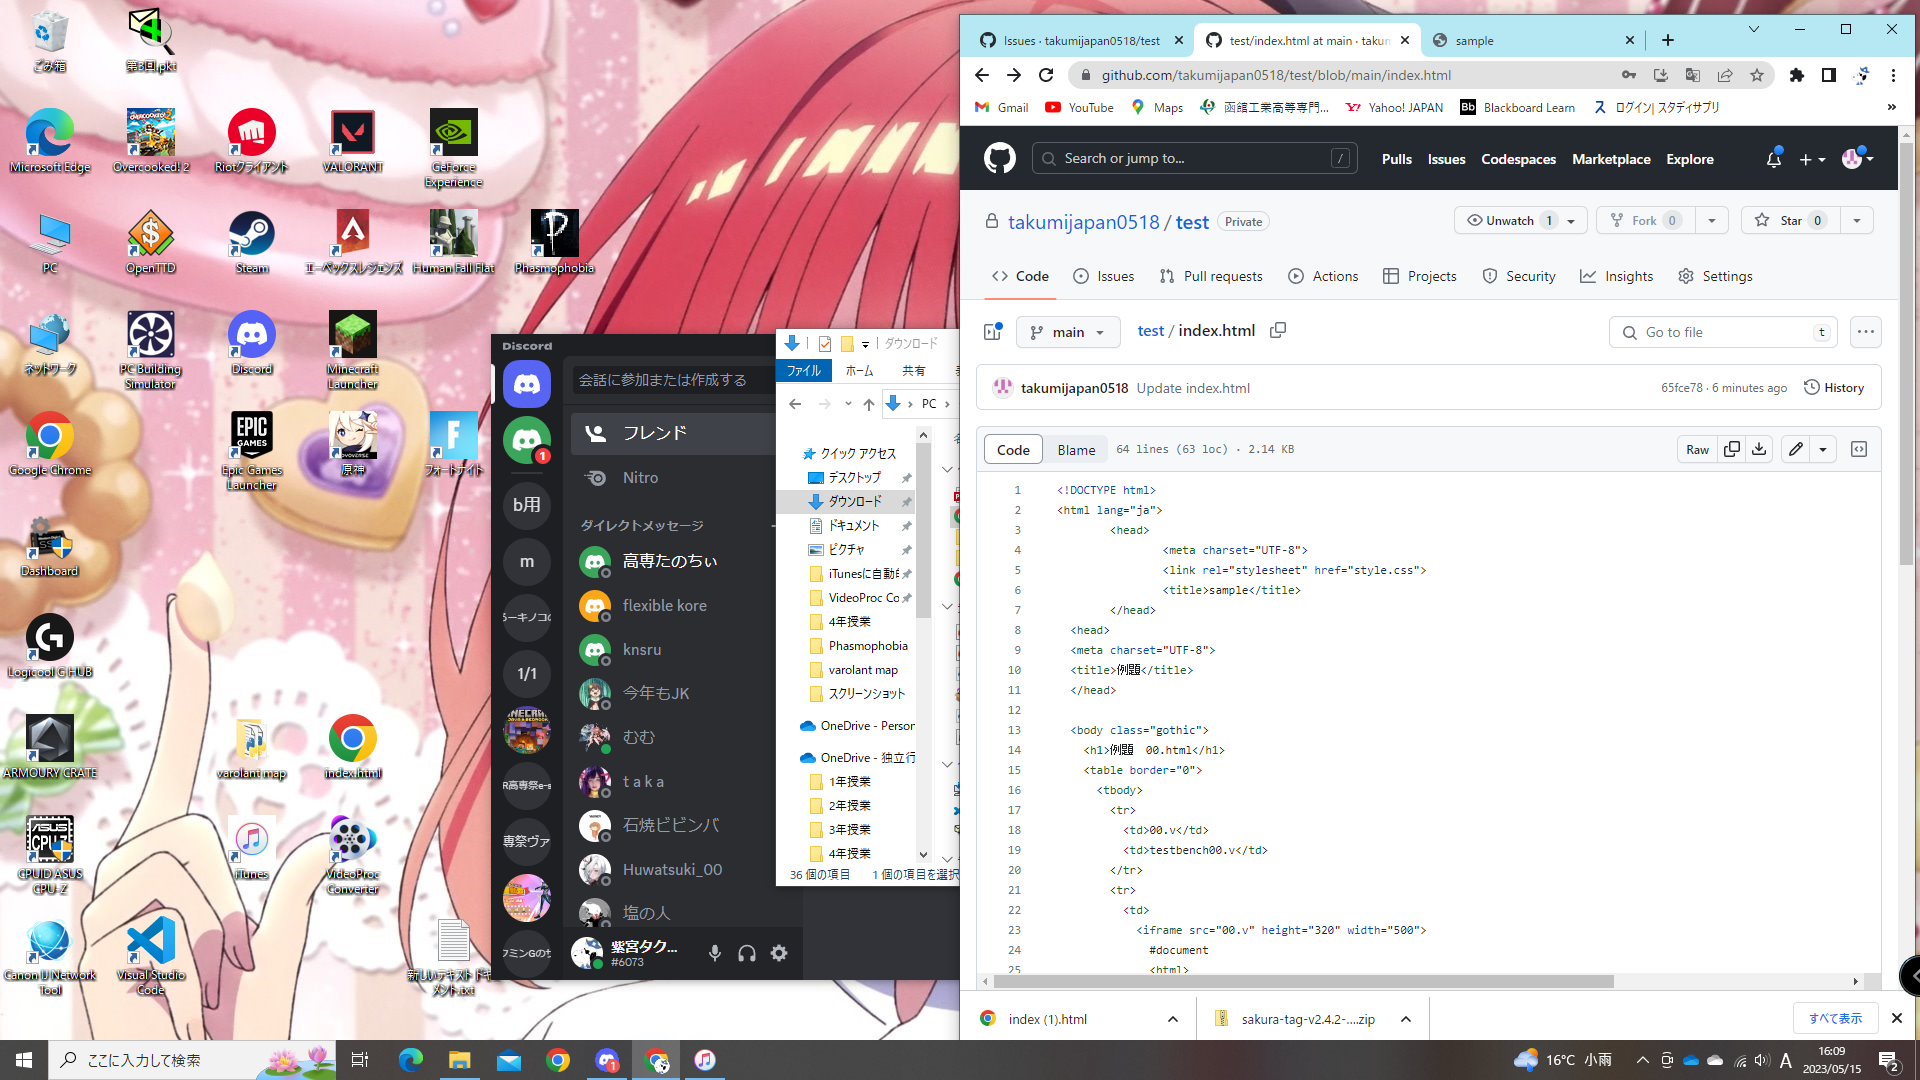 ごみ箱
第3回.pkt
Microsoft Edge
Overcooked! 2
Riotクライアント
VALORANT
GeForce Experience
PC
OpenTTD
Steam
エーペックスレジェンズ
Human Fall Flat
Phasmophobia
ネットワーク
PC Building Simulator
Discord
Minecraft Launcher
Google Chrome
EPIC GAMES
Epic Games Launcher
原神
フォートナイト
Dashboard
Logicool G HUB
ARMOURY CRATE
varolant map
index.html
CPUID ASUS CPU-Z
iTunes
VideoProc Converter
Canon IJ Network Tool
Visual Studio Code
新しいテキスト ドキュメント.txt
Discord
会話に参加または作成する
フレンド
Nitro
ダイレクトメッセージ
b用
m
1/1
高専たのちぃ
flexible kore
knsru
今年もJK
むむ
t a k a
石焼ビビンバ
Huwatsuki_00
塩の人
紫宮タク...
#6073
ダウンロード
ファイル
ホーム
共有
PC
クイック アクセス
デスクトップ
ダウンロード
ドキュメント
ピクチャ
iTunesに自動的
VideoProc Co
4年授業
Phasmophobia
varolant map
スクリーンショット
OneDrive - Person
OneDrive - 独立行
1年授業
2年授業
3年授業
4年授業
36 個の項目
1 個の項目を選択
Issues · takumijapan0518/test
test/index.html at main · takum
sample
github.com/takumijapan0518/test/blob/main/index.html
Gmail
YouTube
Maps
函館工業高等専門...
Yahoo! JAPAN
Blackboard Learn
ログイン | スタディサプリ
Search or jump to...
/
Pulls
Issues
Codespaces
Marketplace
Explore
takumijapan0518 / test
Private
Unwatch 1
Fork 0
Star 0
Code
Issues
Pull requests
Actions
Projects
Security
Insights
Settings
main
test / index.html
Go to file
t
takumijapan0518 Update index.html
65fce78 · 6 minutes ago
History
Code
Blame
64 lines (63 loc) · 2.14 KB
Raw
1 <!DOCTYPE html>
2 <html lang="ja">
3 <head>
4 <meta charset="UTF-8">
5 <link rel="stylesheet" href="style.css">
6 <title>sample</title>
7 </head>
8 <head>
9 <meta charset="UTF-8">
10 <title>例題</title>
11 </head>
12
13 <body class="gothic">
14 <h1>例題　00.html</h1>
15 <table border="0">
16 <tbody>
17 <tr>
18 <td>00.v</td>
19 <td>testbench00.v</td>
20 </tr>
21 <tr>
22 <td>
23 <iframe src="00.v" height="320" width="500">
24 #document
25 <html>
index (1).html
sakura-tag-v2.4.2-....zip
すべて表示
ここに入力して検索
16°C 小雨
A
16:09
2023/05/15
2